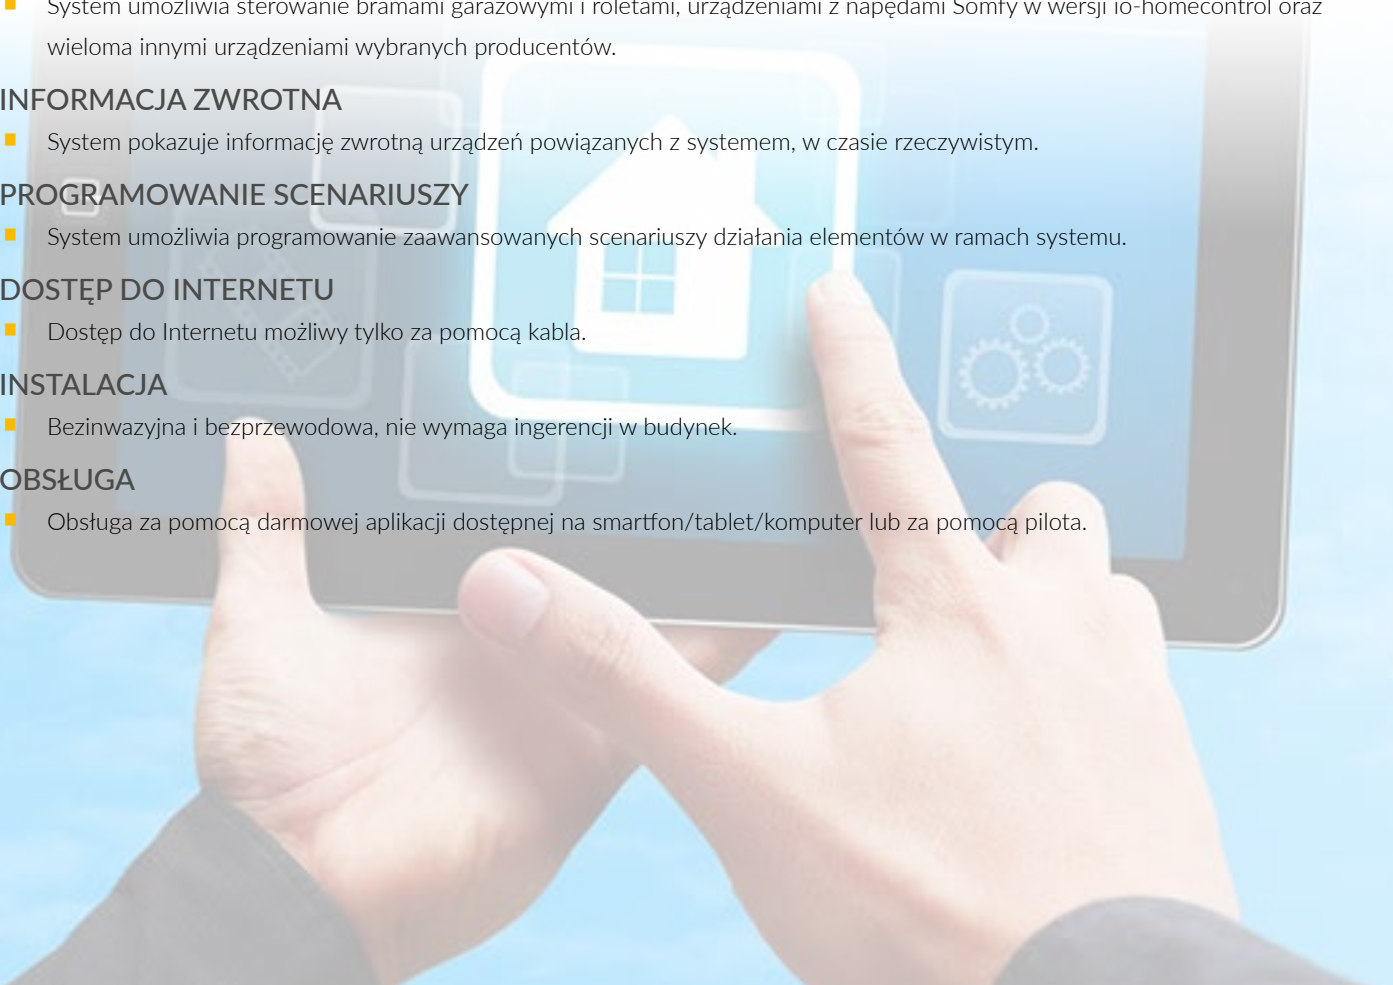 System umożliwia sterowanie bramami garażowymi i roletami, urządzeniami z napędami Somfy w wersji io-homecontrol oraz
wieloma innymi urządzeniami wybranych producentów.
INFORMACJA ZWROTNA
System pokazuje informację zwrotną urządzeń powiązanych z systemem, w czasie rzeczywistym.
PROGRAMOWANIE SCENARIUSZY
System umożliwia programowanie zaawansowanych scenariuszy działania elementów w ramach systemu.
DOSTĘP DO INTERNETU
Dostęp do Internetu możliwy tylko za pomocą kabla.
INSTALACJA
Bezinwazyjna i bezprzewodowa, nie wymaga ingerencji w budynek.
OBSŁUGA
Obsługa za pomocą darmowej aplikacji dostępnej na smartfon/tablet/komputer lub za pomocą pilota.